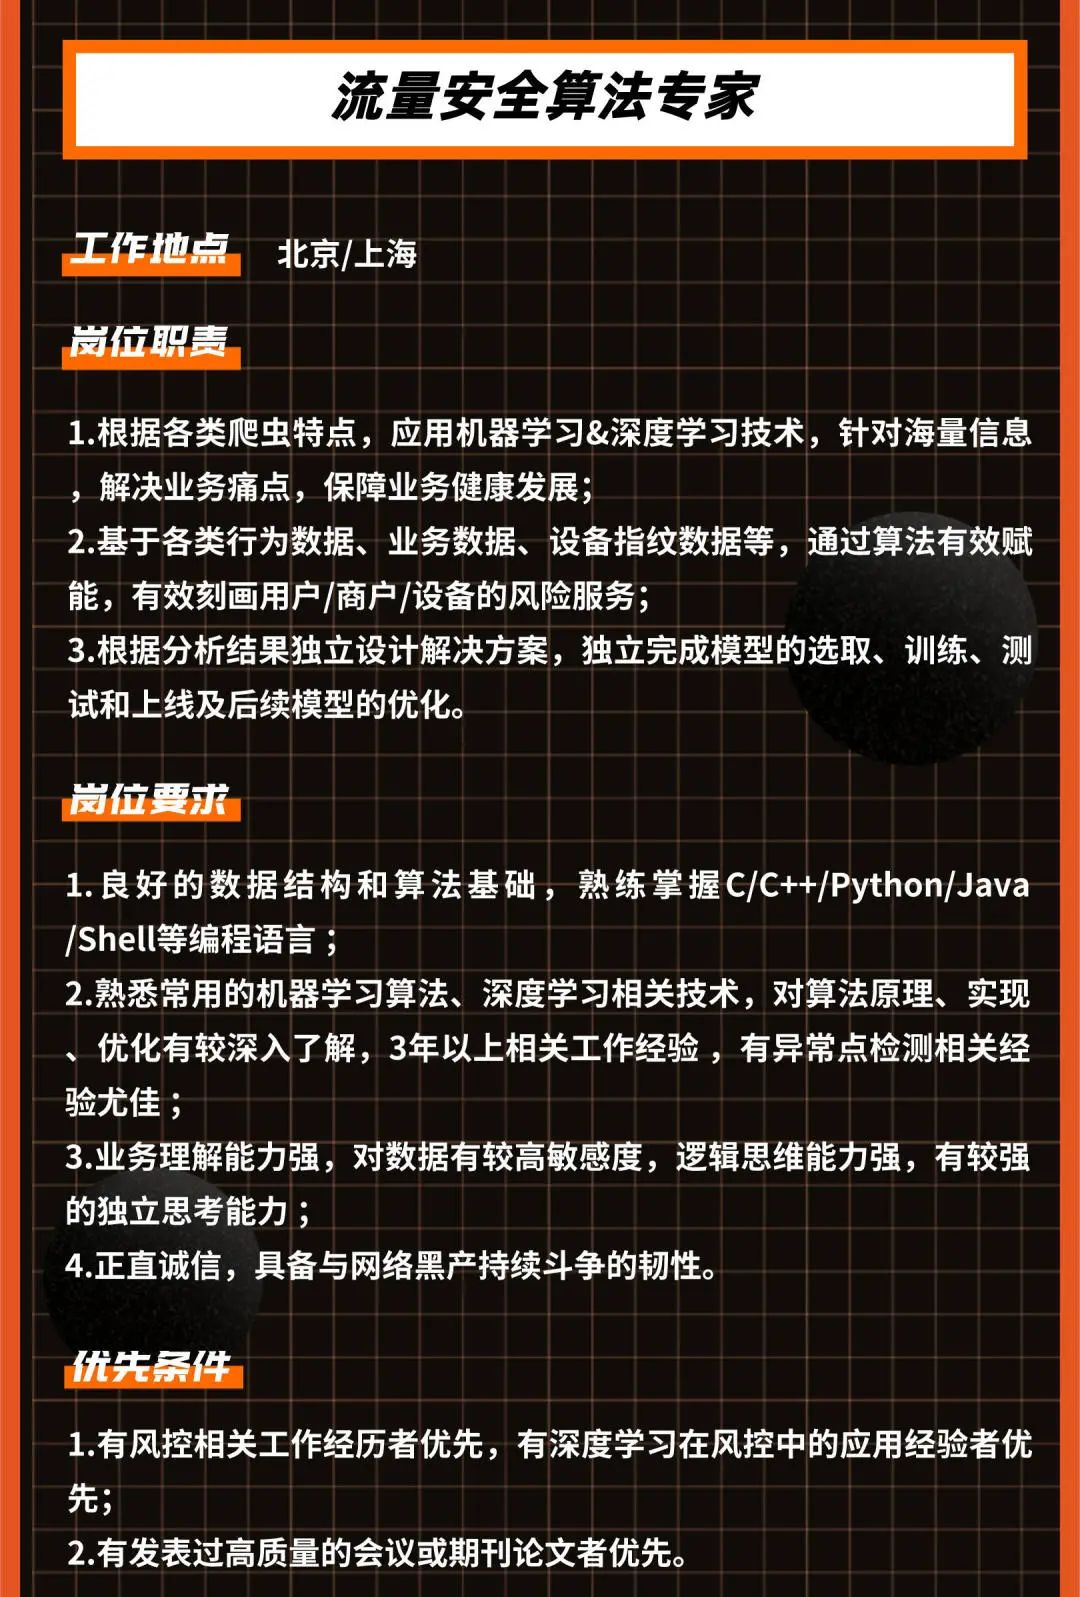 流量安全算法专家
工作地点 北京/上海
岗位职责
1.根据各类爬虫特点，应用机器学习&深度学习技术，针对海量信息
，解决业务痛点，保障业务健康发展；
2.基于各类行为数据、业务数据、设备指纹数据等，通过算法有效赋
能，有效刻画用户/商户/设备的风险服务；
3.根据分析结果独立设计解决方案，独立完成模型的选取、训练、测
试和上线及后续模型的优化。
岗位要求
1.良好的数据结构和算法基础，熟练掌握C/C++/Python/Java
/Shell等编程语言；
2.熟悉常用的机器学习算法、深度学习相关技术，对算法原理、实现
、优化有较深入了解，3年以上相关工作经验，有异常点检测相关经
验尤佳；
3.业务理解能力强，对数据有较高敏感度，逻辑思维能力强，有较强
的独立思考能力；
4.正直诚信，具备与网络黑产持续斗争的韧性。
优先条件
1.有风控相关工作经历者优先，有深度学习在风控中的应用经验者优
先；
2.有发表过高质量的会议或期刊论文者优先。